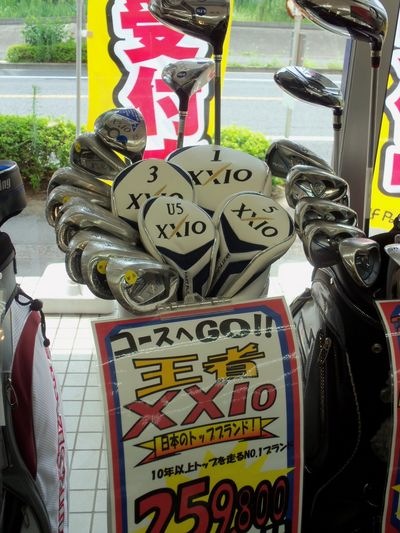 受付
3
XXIO
1
XXIO
U5
XXIO
5
XXIO
コースへGO!!
王者
XXIO
日本のトップブランド!
10年以上トップを走るNO.1ブランド
259,800